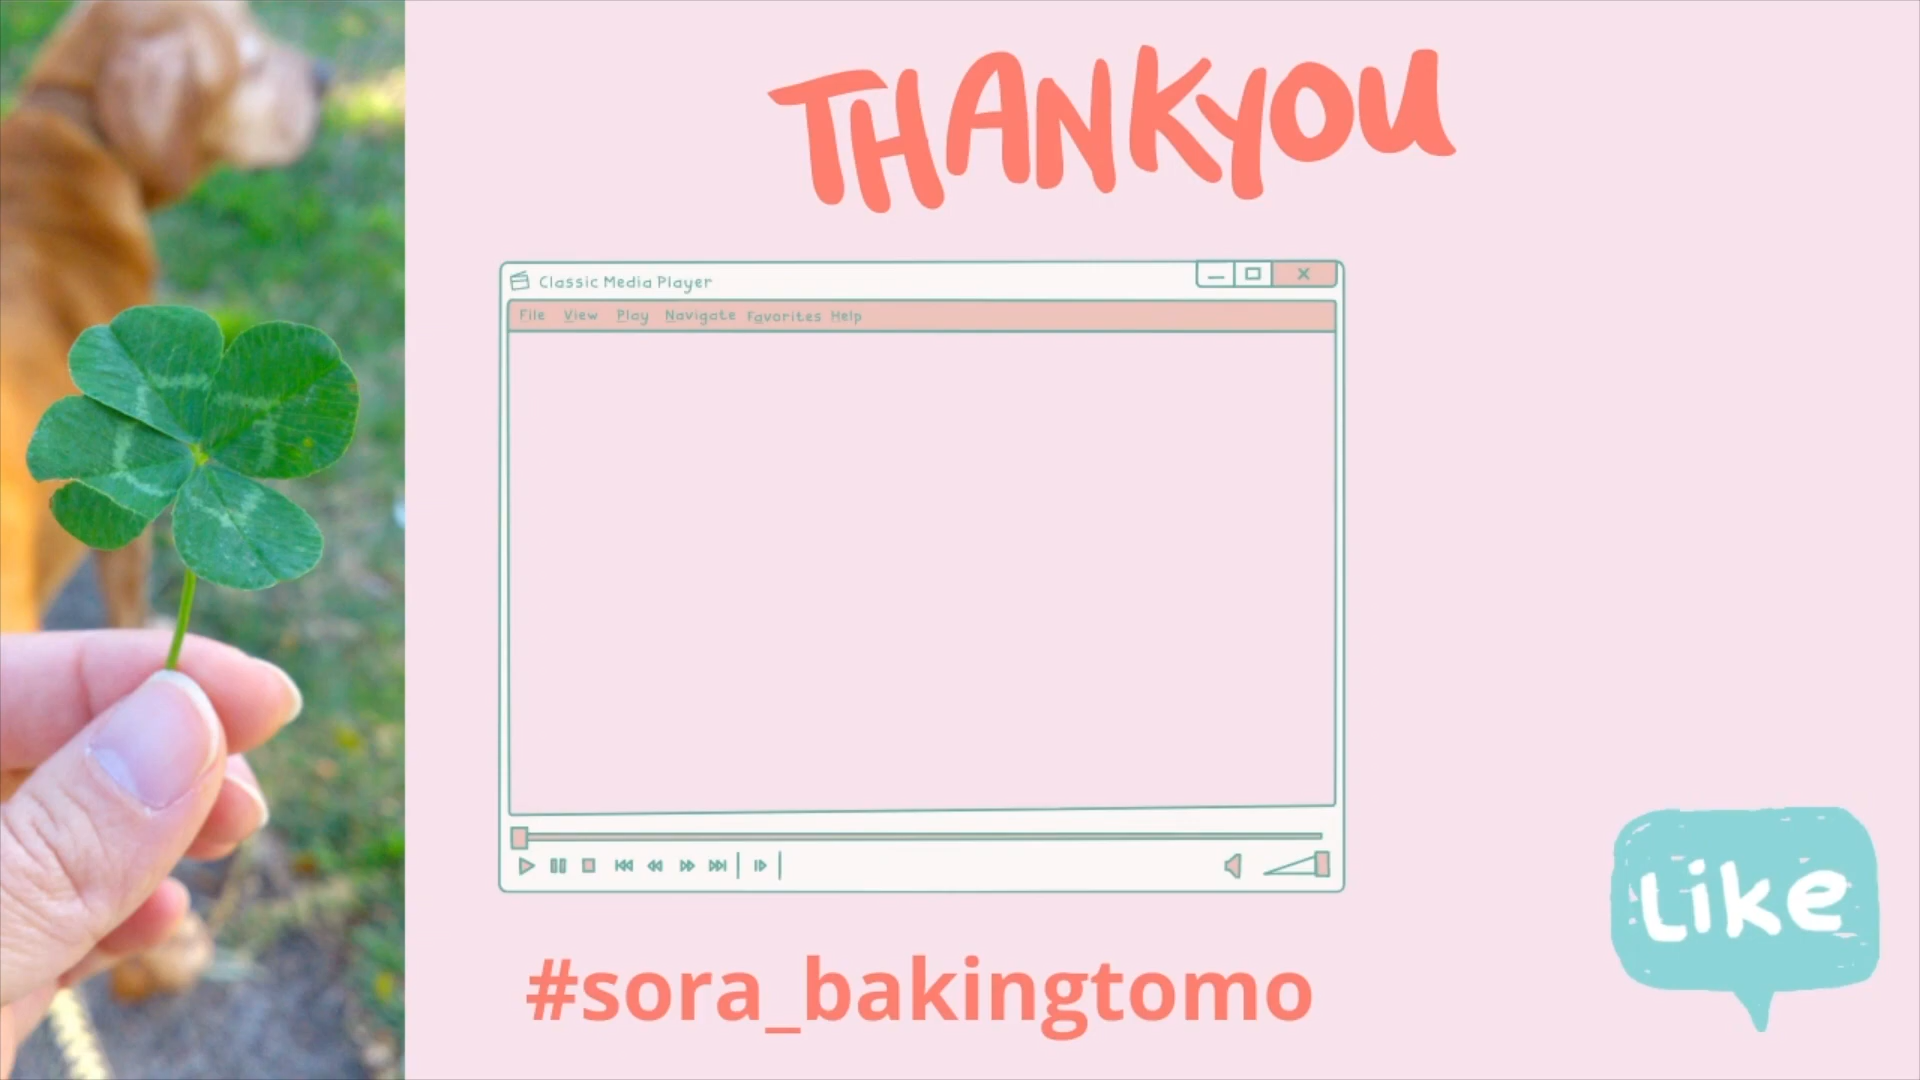 THANKYOU
Classic Media Player
File View Play Navigate Favorites Help
Like
#sora_bakingtomo